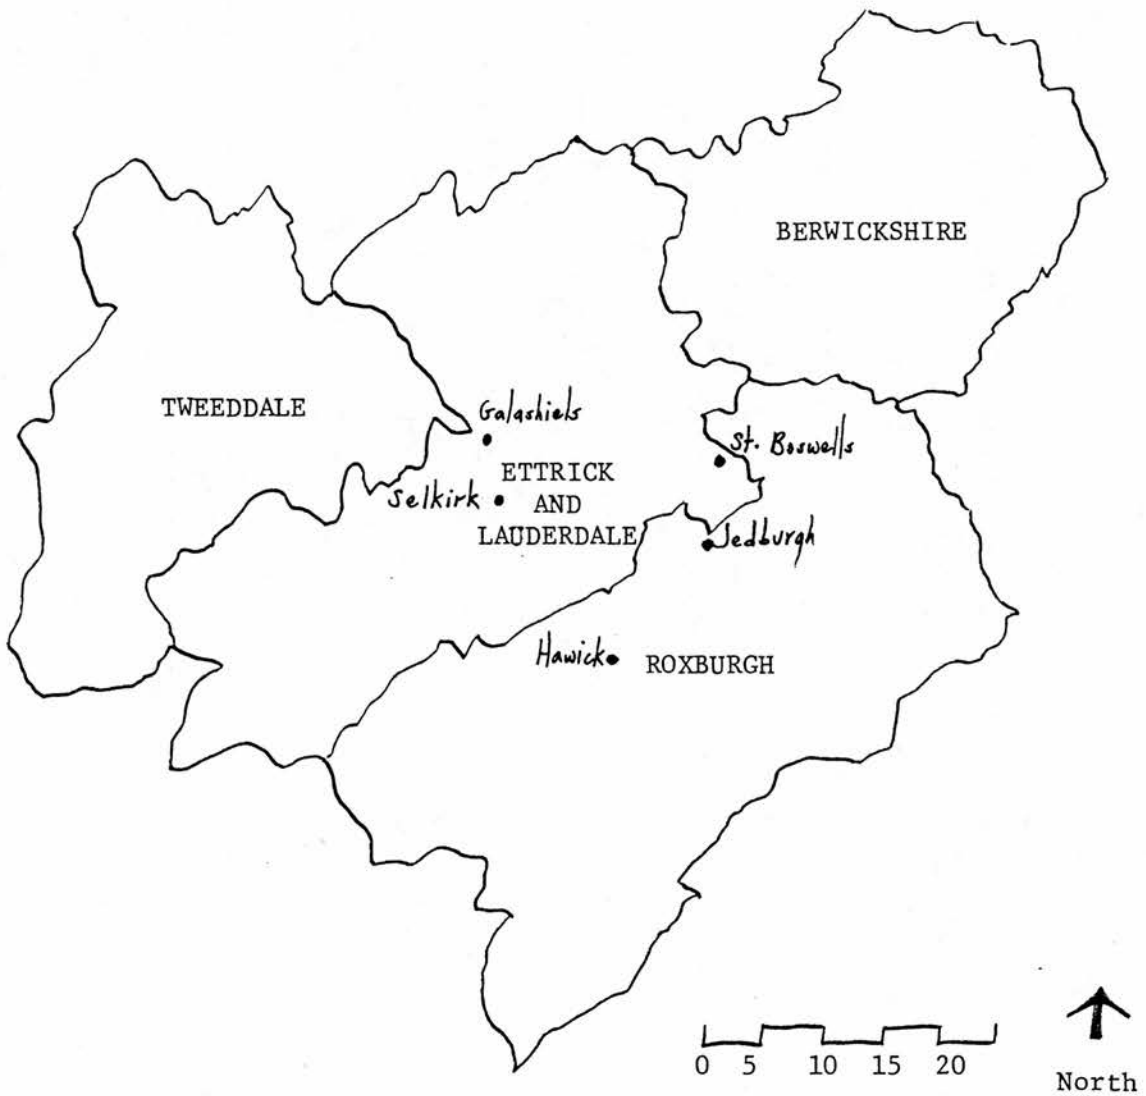 BERWICKSHIRE
TWEEDDALE
Galashiels
St. Boswells
ETTRICK
Selkirk
AND
LAUDERDALE
Jedburgh
Hawick
ROXBURGH
0 5 10 15 20
North